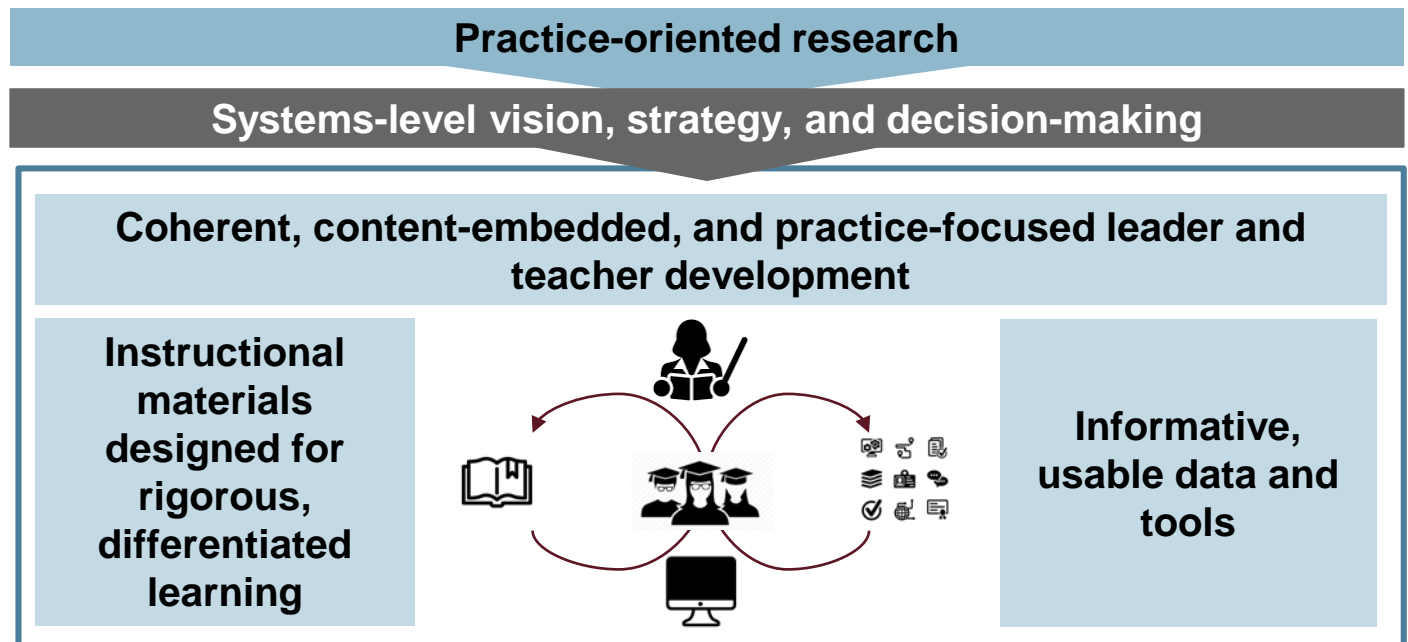 Practice-oriented research
Systems-level vision, strategy, and decision-making
Coherent, content-embedded, and practice-focused leader and
teacher development
Instructional
materials
designed for
rigorous,
differentiated
learning
Informative,
usable data and
tools